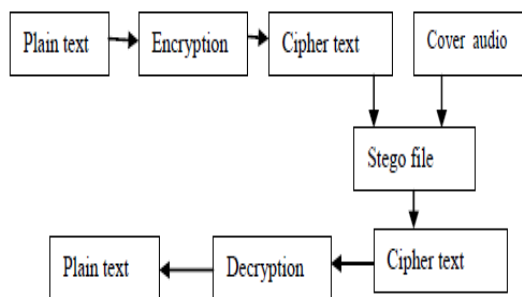 Plain text
Encryption
Cipher text
Cover audio
Stego file
Cipher text
Decryption
Plain text